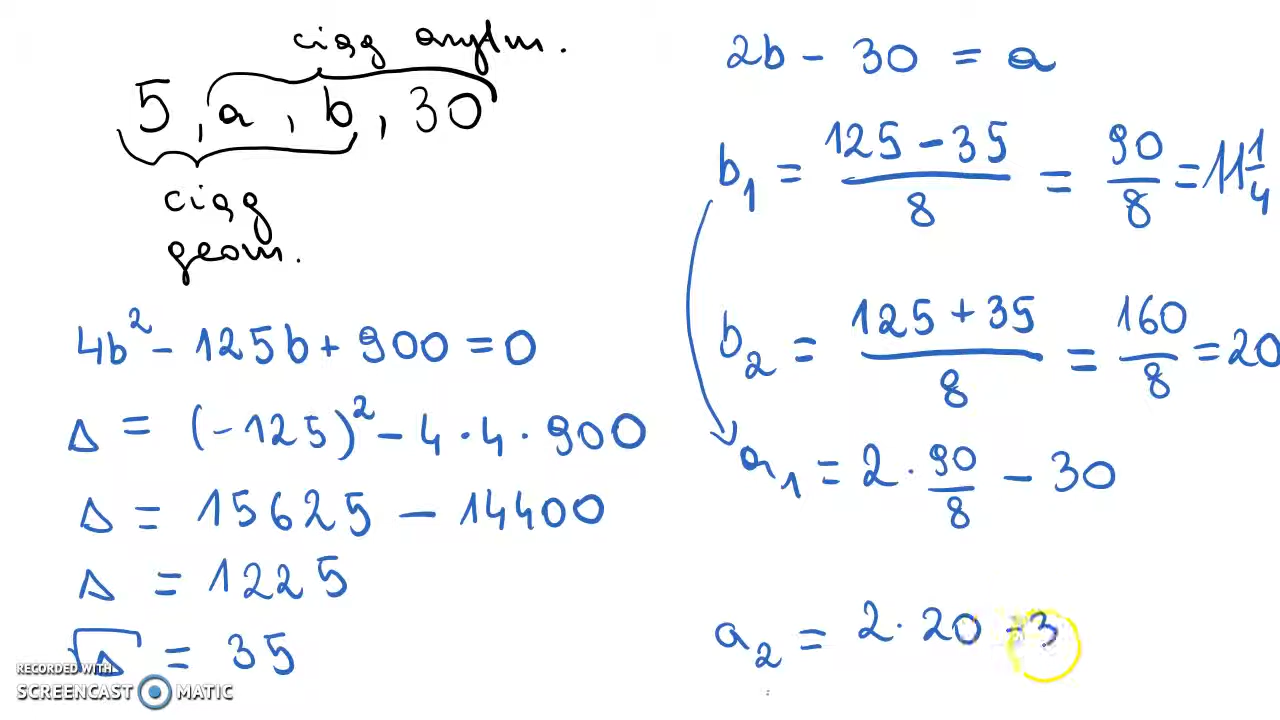 ciąg arytm.
5, a, b, 30
ciąg
geom.
4b² - 125b + 900 = 0
Δ = (-125)² - 4 · 4 · 900
Δ = 15625 - 14400
Δ = 1225
√Δ = 35
2b - 30 = a
b₁ = (125 - 35)/8 = 90/8 = 11 1/4
b₂ = (125 + 35)/8 = 160/8 = 20
a₁ = 2 · 90/8 - 30
a₂ = 2 · 20 - 3
RECORDED WITH
SCREENCAST MATIC